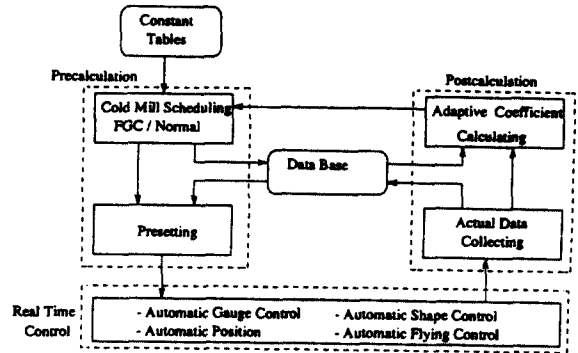 Constant
Tables
Precalculation
Postcalculation
Cold Mill Scheduling
FGC / Normal
Adaptive Coefficient
Calculating
Data Base
Presetting
Actual Data
Collecting
Real Time
Control
- Automatic Gauge Control
- Automatic Shape Control
- Automatic Position
- Automatic Flying Control